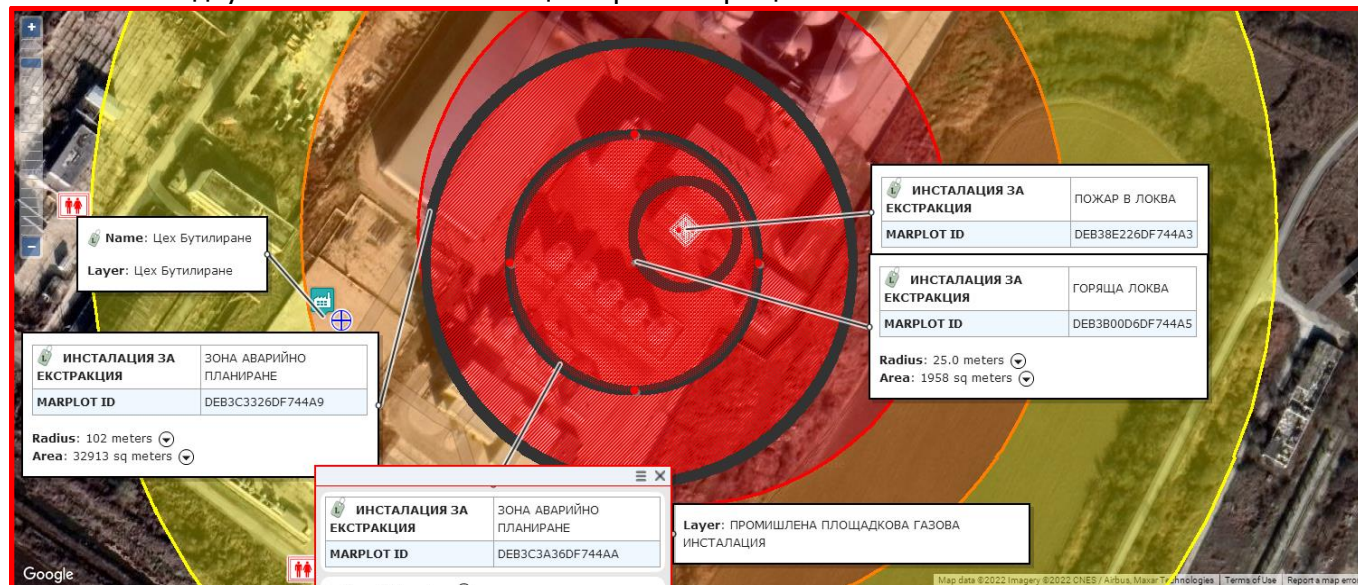 ИНСТАЛАЦИЯ ЗА ЕКСТРАКЦИЯ
ПОЖАР В ЛОКВА
MARPLOT ID
DEB38E226DF744A3
Name: Цех Бутилиране
Layer: Цех Бутилиране
ИНСТАЛАЦИЯ ЗА ЕКСТРАКЦИЯ
ГОРЯЩА ЛОКВА
MARPLOT ID
DEB3B00D6DF744A5
Radius: 25.0 meters
Area: 1958 sq meters
ИНСТАЛАЦИЯ ЗА ЕКСТРАКЦИЯ
ЗОНА АВАРИЙНО ПЛАНИРАНЕ
MARPLOT ID
DEB3C3326DF744A9
Radius: 102 meters
Area: 32913 sq meters
ИНСТАЛАЦИЯ ЗА ЕКСТРАКЦИЯ
ЗОНА АВАРИЙНО ПЛАНИРАНЕ
MARPLOT ID
DEB3C3A36DF744AA
Layer: ПРОМИШЛЕНА ПЛОЩАДКОВА ГАЗОВА
ИНСТАЛАЦИЯ
Google
Map data ©2022 Imagery ©2022 CNES / Airbus, Maxar Technologies
Terms of Use
Report a map error